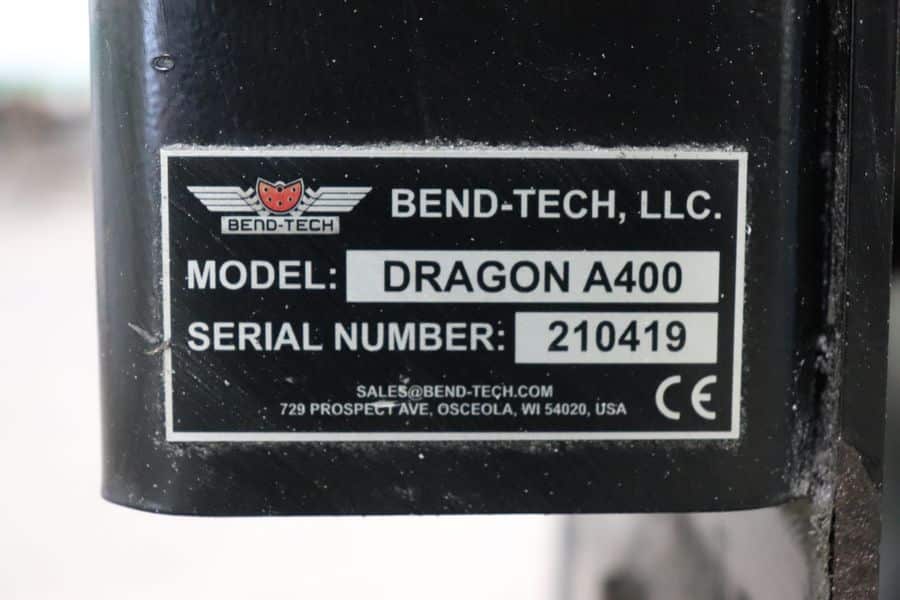 BEND-TECH
BEND-TECH, LLC.
MODEL: DRAGON A400
SERIAL NUMBER: 210419
SALES@BEND-TECH.COM
729 PROSPECT AVE, OSCEOLA, WI 54020, USA
CE